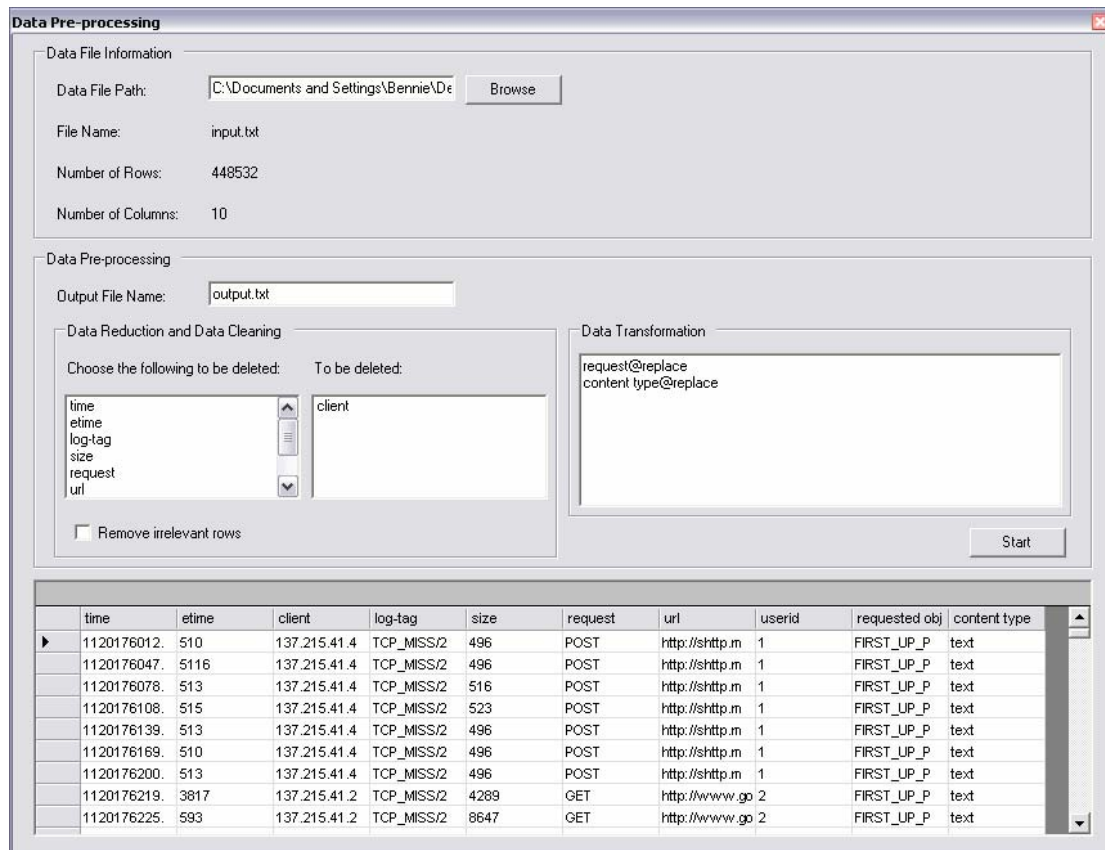 Data Pre-processing
Data File Information
Data File Path: C:\Documents and Settings\Bennie\De Browse
File Name: input.txt
Number of Rows: 448532
Number of Columns: 10
Data Pre-processing
Output File Name: output.txt
Data Reduction and Data Cleaning
Choose the following to be deleted: To be deleted:
time
etime
log-tag
size
request
url
client
Remove irrelevant rows
Data Transformation
request@replace
content type@replace
Start
time etime client log-tag size request url userid requested obj content type
1120176012. 510 137.215.41.4 TCP_MISS/2 496 POST http://shttp.m 1 FIRST_UP_P text
1120176047. 5116 137.215.41.4 TCP_MISS/2 496 POST http://shttp.m 1 FIRST_UP_P text
1120176078. 513 137.215.41.4 TCP_MISS/2 516 POST http://shttp.m 1 FIRST_UP_P text
1120176108. 515 137.215.41.4 TCP_MISS/2 523 POST http://shttp.m 1 FIRST_UP_P text
1120176139. 513 137.215.41.4 TCP_MISS/2 496 POST http://shttp.m 1 FIRST_UP_P text
1120176169. 510 137.215.41.4 TCP_MISS/2 496 POST http://shttp.m 1 FIRST_UP_P text
1120176200. 513 137.215.41.4 TCP_MISS/2 496 POST http://shttp.m 1 FIRST_UP_P text
1120176219. 3817 137.215.41.2 TCP_MISS/2 4289 GET http://www.go 2 FIRST_UP_P text
1120176225. 593 137.215.41.2 TCP_MISS/2 8647 GET http://www.go 2 FIRST_UP_P text